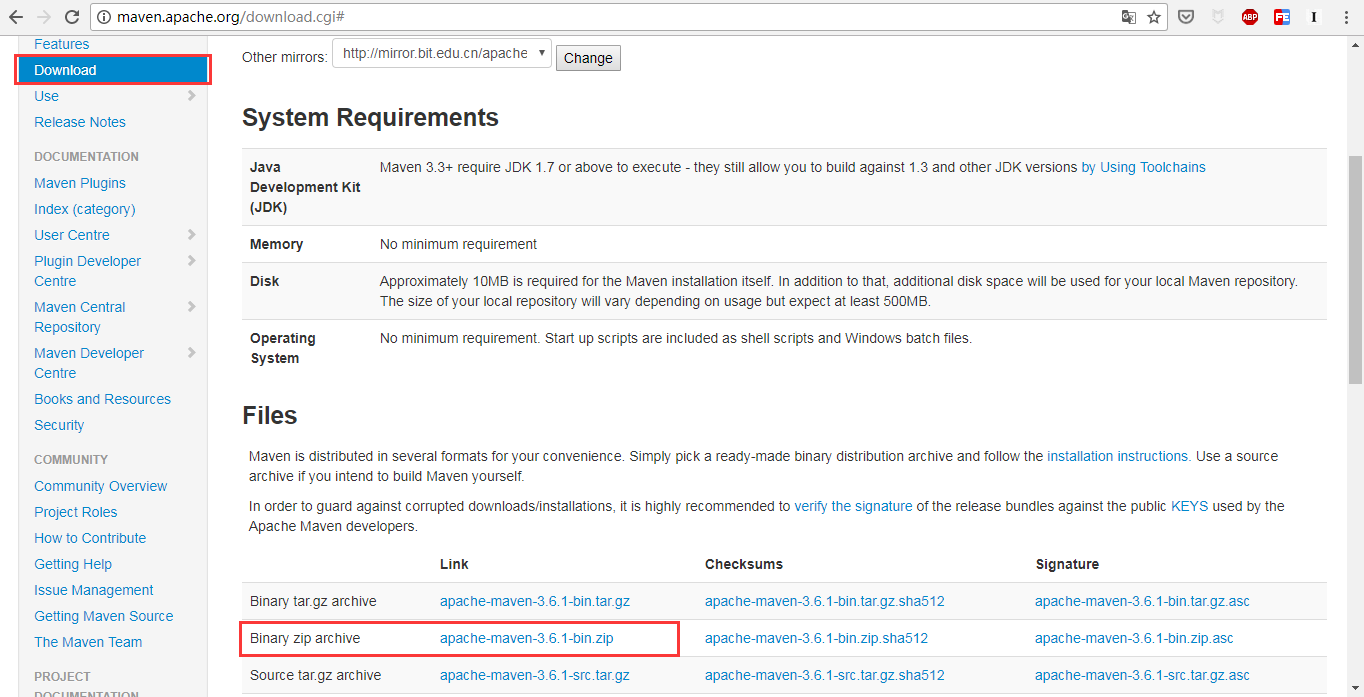 maven.apache.org/download.cgi#
ABP
FE
I
Features
Download
Use
Release Notes
DOCUMENTATION
Maven Plugins
Index (category)
User Centre
Plugin Developer
Centre
Maven Central
Repository
Maven Developer
Centre
Books and Resources
Security
COMMUNITY
Community Overview
Project Roles
How to Contribute
Getting Help
Issue Management
Getting Maven Source
The Maven Team
PROJECT
DOCUMENTATION
Other mirrors: http://mirror.bit.edu.cn/apache Change
System Requirements
Java
Development Kit
(JDK)
Maven 3.3+ require JDK 1.7 or above to execute - they still allow you to build against 1.3 and other JDK versions by Using Toolchains
Memory No minimum requirement
Disk Approximately 10MB is required for the Maven installation itself. In addition to that, additional disk space will be used for your local Maven repository.
The size of your local repository will vary depending on usage but expect at least 500MB.
Operating
System
No minimum requirement. Start up scripts are included as shell scripts and Windows batch files.
Files
Maven is distributed in several formats for your convenience. Simply pick a ready-made binary distribution archive and follow the installation instructions. Use a source
archive if you intend to build Maven yourself.
In order to guard against corrupted downloads/installations, it is highly recommended to verify the signature of the release bundles against the public KEYS used by the
Apache Maven developers.
Link Checksums Signature
Binary tar.gz archive apache-maven-3.6.1-bin.tar.gz apache-maven-3.6.1-bin.tar.gz.sha512 apache-maven-3.6.1-bin.tar.gz.asc
Binary zip archive apache-maven-3.6.1-bin.zip apache-maven-3.6.1-bin.zip.sha512 apache-maven-3.6.1-bin.zip.asc
Source tar.gz archive apache-maven-3.6.1-src.tar.gz apache-maven-3.6.1-src.tar.gz.sha512 apache-maven-3.6.1-src.tar.gz.asc